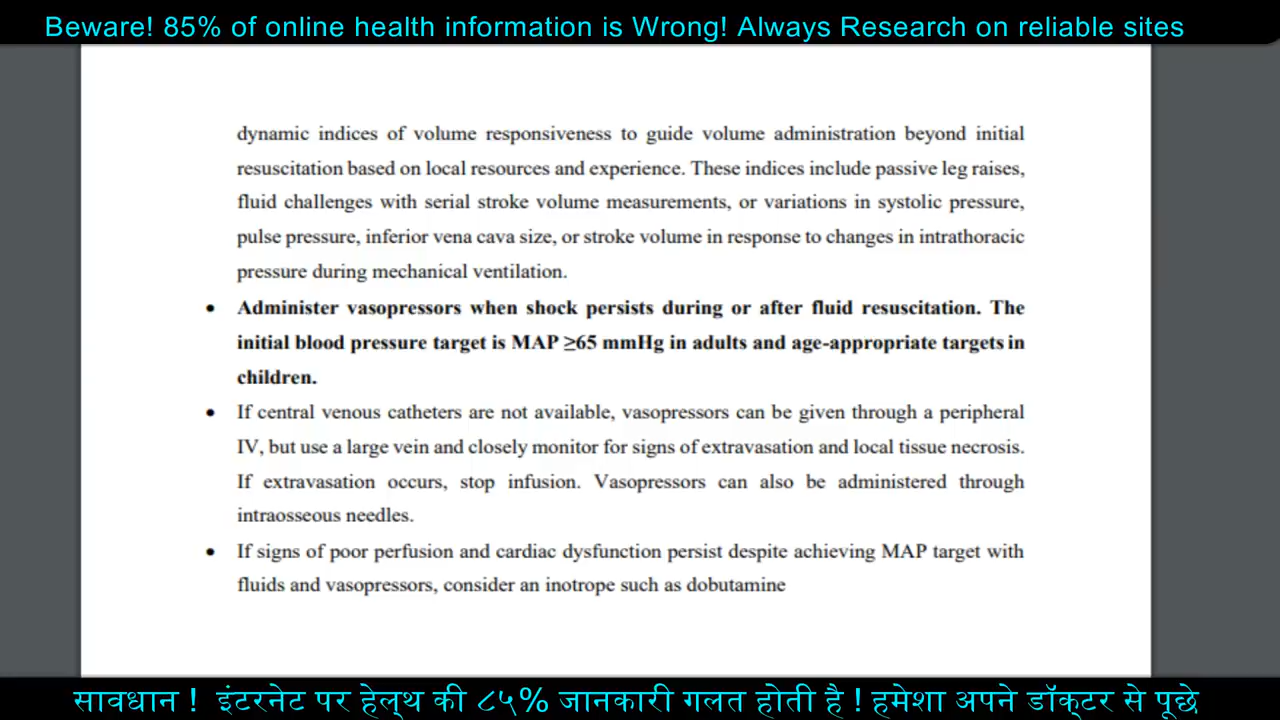 Beware! 85% of online health information is Wrong! Always Research on reliable sites
dynamic indices of volume responsiveness to guide volume administration beyond initial
resuscitation based on local resources and experience. These indices include passive leg raises,
fluid challenges with serial stroke volume measurements, or variations in systolic pressure,
pulse pressure, inferior vena cava size, or stroke volume in response to changes in intrathoracic
pressure during mechanical ventilation.
• Administer vasopressors when shock persists during or after fluid resuscitation. The
initial blood pressure target is MAP ≥65 mmHg in adults and age-appropriate targets in
children.
• If central venous catheters are not available, vasopressors can be given through a peripheral
IV, but use a large vein and closely monitor for signs of extravasation and local tissue necrosis.
If extravasation occurs, stop infusion. Vasopressors can also be administered through
intraosseous needles.
• If signs of poor perfusion and cardiac dysfunction persist despite achieving MAP target with
fluids and vasopressors, consider an inotrope such as dobutamine
सावधान ! इंटरनेट पर हेल्थ की ८५% जानकारी गलत होती है ! हमेशा अपने डॉक्टर से पूछे